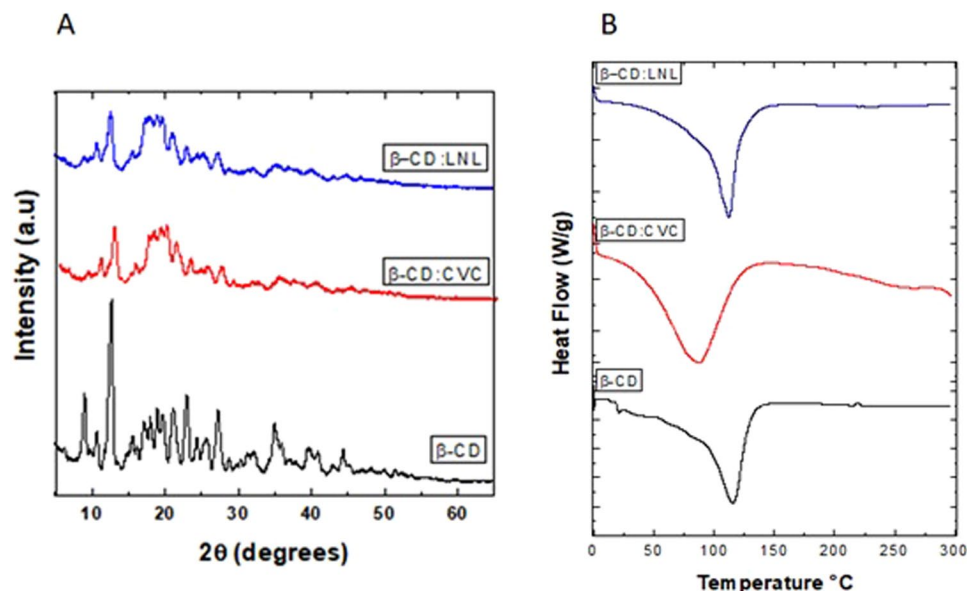 A
Intensity (a.u)
β-CD:LNL
β-CD:CVC
β-CD
10 20 30 40 50 60
2θ (degrees)
B
Heat Flow (W/g)
β-CD:LNL
β-CD:CVC
β-CD
0 50 100 150 200 250 300
Temperature °C